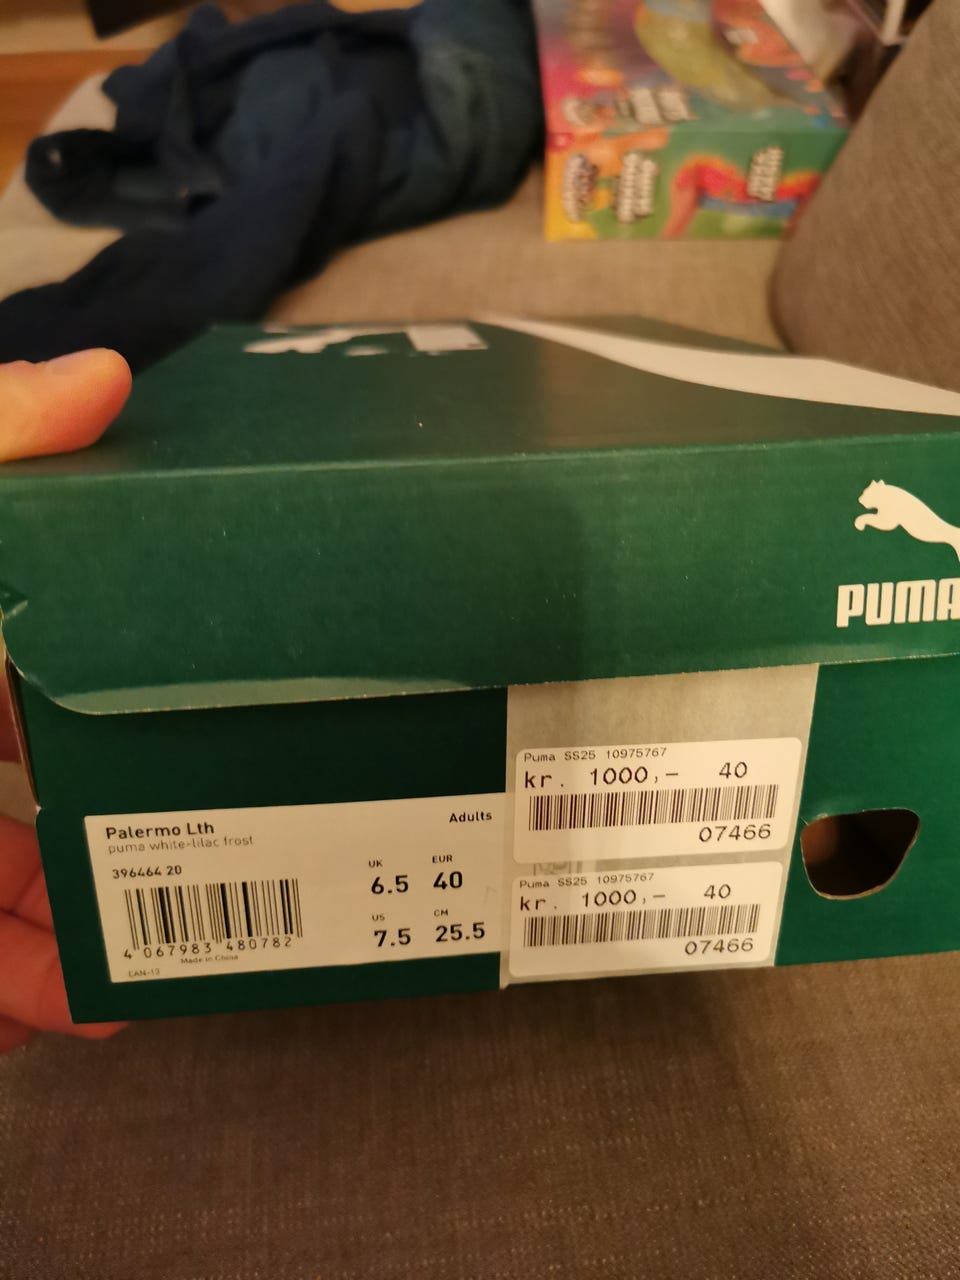 PUMA
Puma SS25 10975767
kr. 1000,- 40
07466
Puma SS25 10975767
kr. 1000,- 40
07466
Palermo Lth
Adults
puma white-lilac frost
396464 20
UK EUR
6.5 40
US CM
7.5 25.5
4 067983 480782
Made in China
CAN-12